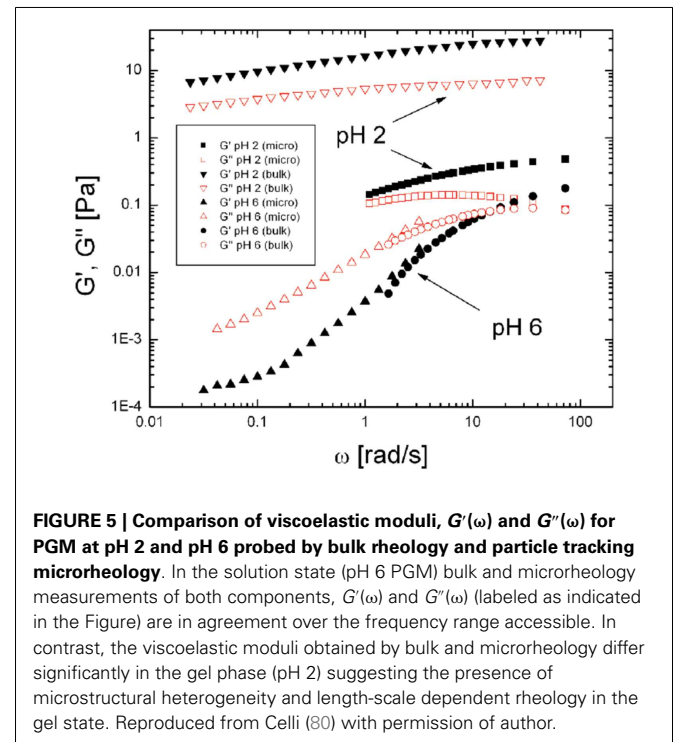 10
1
0.1
0.01
1E-3
1E-4
G', G" [Pa]
pH 2
G' pH 2 (micro)
G" pH 2 (micro)
G' pH 2 (bulk)
G" pH 2 (bulk)
G' pH 6 (micro)
G" pH 6 (micro)
G' pH 6 (bulk)
G" pH 6 (bulk)
pH 6
0.01 0.1 1 10 100
ω [rad/s]
FIGURE 5 | Comparison of viscoelastic moduli, G′(ω) and G″(ω) for
PGM at pH 2 and pH 6 probed by bulk rheology and particle tracking
microrheology. In the solution state (pH 6 PGM) bulk and microrheology
measurements of both components, G′(ω) and G″(ω) (labeled as indicated
in the Figure) are in agreement over the frequency range accessible. In
contrast, the viscoelastic moduli obtained by bulk and microrheology differ
significantly in the gel phase (pH 2) suggesting the presence of
microstructural heterogeneity and length-scale dependent rheology in the
gel state. Reproduced from Celli (80) with permission of author.